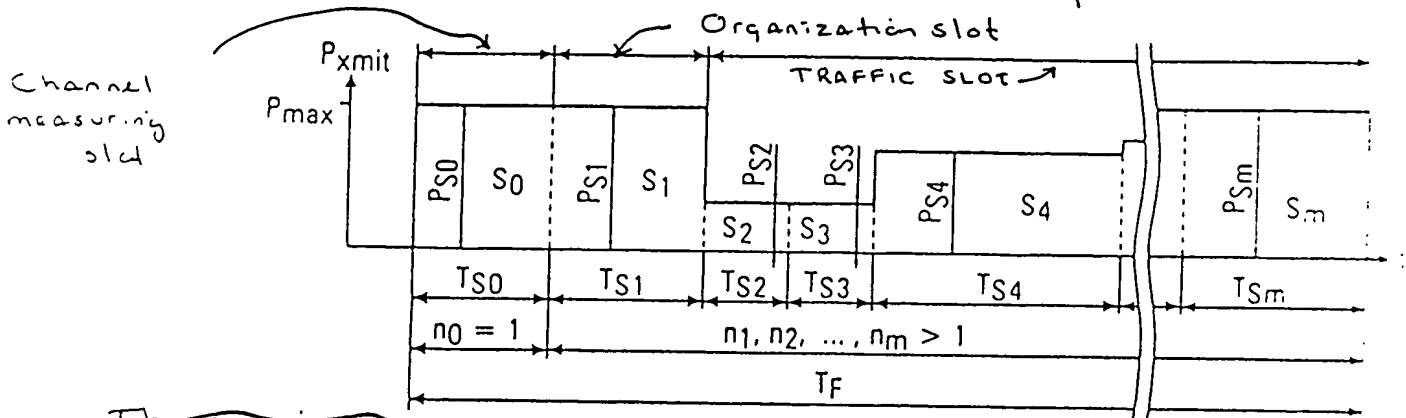 Organization slot
TRAFFIC SLOT
Channel
measuring
slot
Pxmit
Pmax
PS0 S0 PS1 S1 PS2 S2 PS3 S3 PS4 S4 PSm Sm
TS0 TS1 TS2 TS3 TS4 TSm
n0 = 1 n1, n2, ..., nm > 1
TF